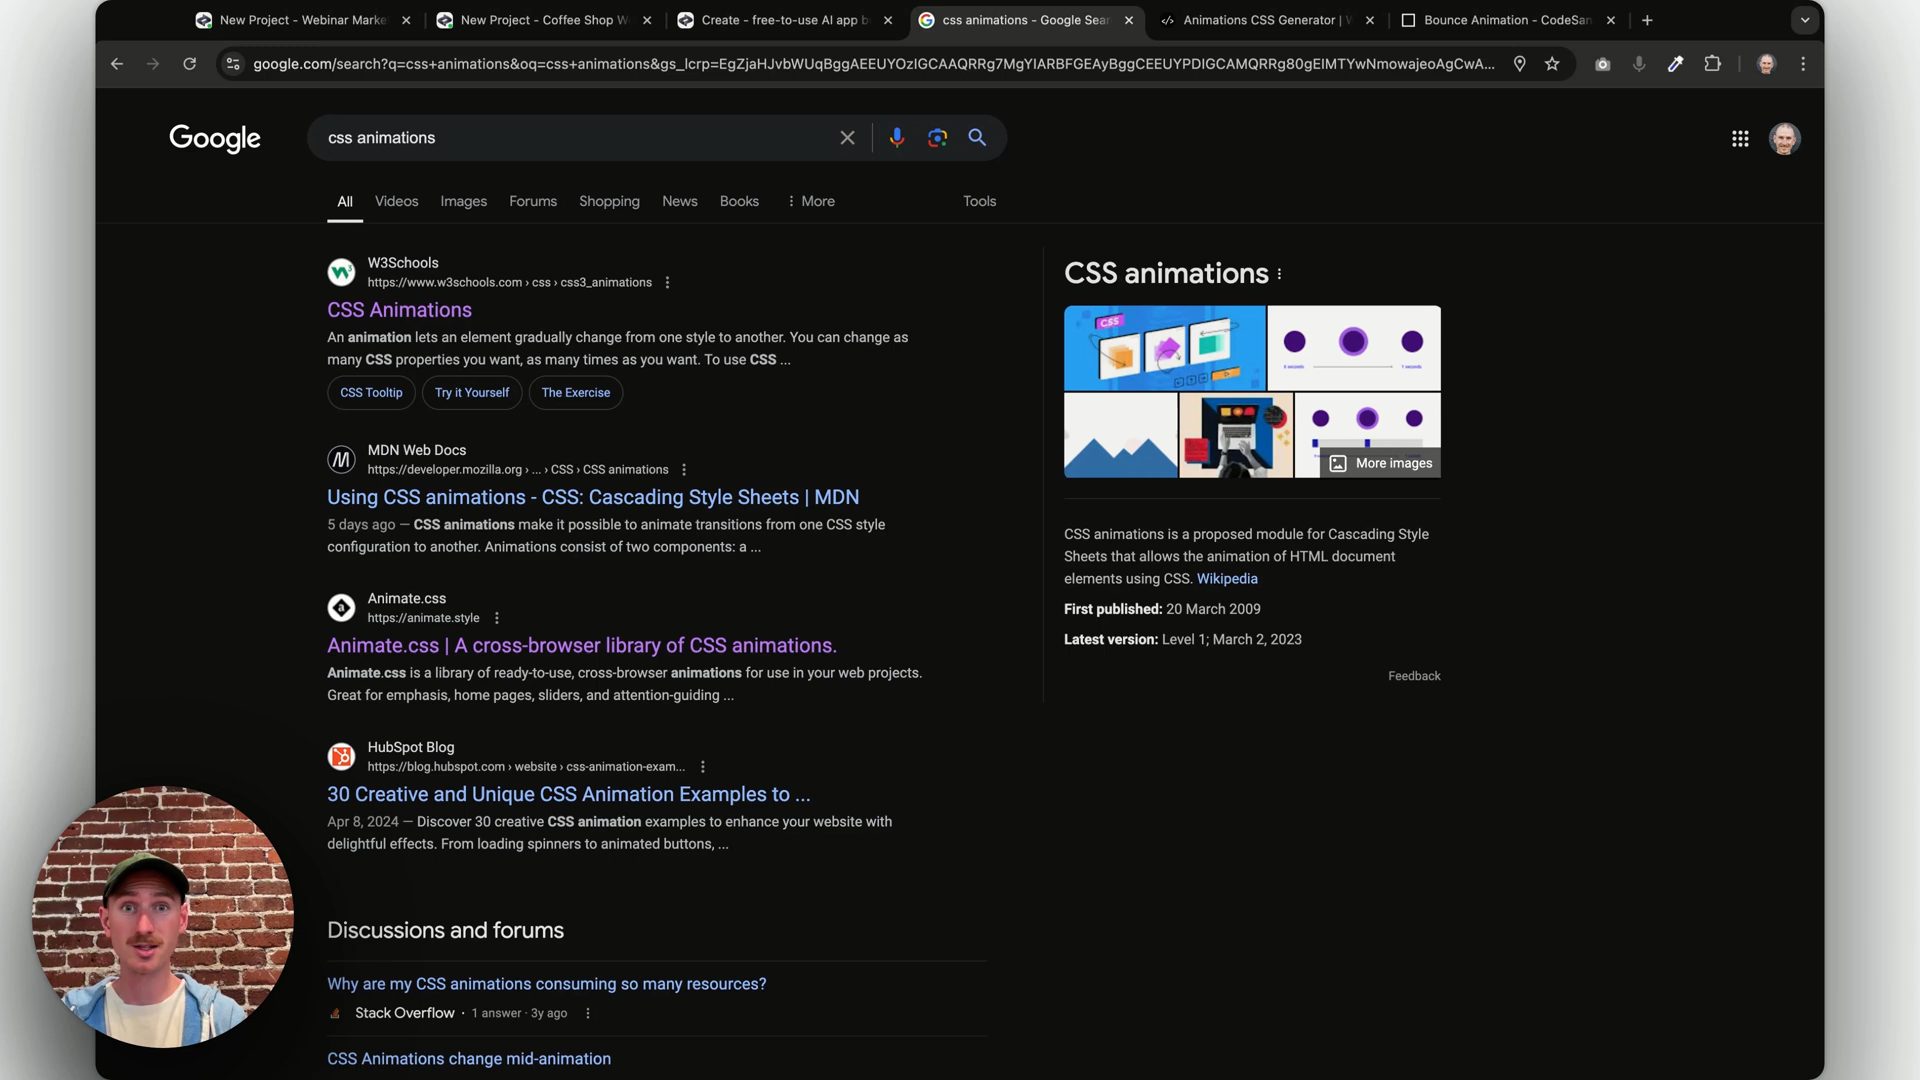 New Project - Webinar Marke
New Project - Coffee Shop W
Create - free-to-use AI app b
css animations - Google Sear
Animations CSS Generator | W
Bounce Animation - CodeSan
google.com/search?q=css+animations&oq=css+animations&gs_lcrp=EgZjaHJvbWUqBggAEEUYOzIGCAAQRRg7MgYIARBFGEAyBggCEEUYPDIGCAMQRRg80gEIMTYwNmowajeoAgCwA...
Google
css animations
All
Videos
Images
Forums
Shopping
News
Books
More
Tools
W3Schools
https://www.w3schools.com › css › css3_animations
CSS Animations
An animation lets an element gradually change from one style to another. You can change as
many CSS properties you want, as many times as you want. To use CSS ...
CSS Tooltip
Try it Yourself
The Exercise
MDN Web Docs
https://developer.mozilla.org › ... › CSS › CSS animations
Using CSS animations - CSS: Cascading Style Sheets | MDN
5 days ago — CSS animations make it possible to animate transitions from one CSS style
configuration to another. Animations consist of two components: a ...
Animate.css
https://animate.style
Animate.css | A cross-browser library of CSS animations.
Animate.css is a library of ready-to-use, cross-browser animations for use in your web projects.
Great for emphasis, home pages, sliders, and attention-guiding ...
HubSpot Blog
https://blog.hubspot.com › website › css-animation-exam...
30 Creative and Unique CSS Animation Examples to ...
Apr 8, 2024 — Discover 30 creative CSS animation examples to enhance your website with
delightful effects. From loading spinners to animated buttons, ...
Discussions and forums
Why are my CSS animations consuming so many resources?
Stack Overflow · 1 answer · 3y ago
CSS Animations change mid-animation
CSS animations
CSS
0 seconds
1 seconds
More images
CSS animations is a proposed module for Cascading Style
Sheets that allows the animation of HTML document
elements using CSS. Wikipedia
First published: 20 March 2009
Latest version: Level 1; March 2, 2023
Feedback